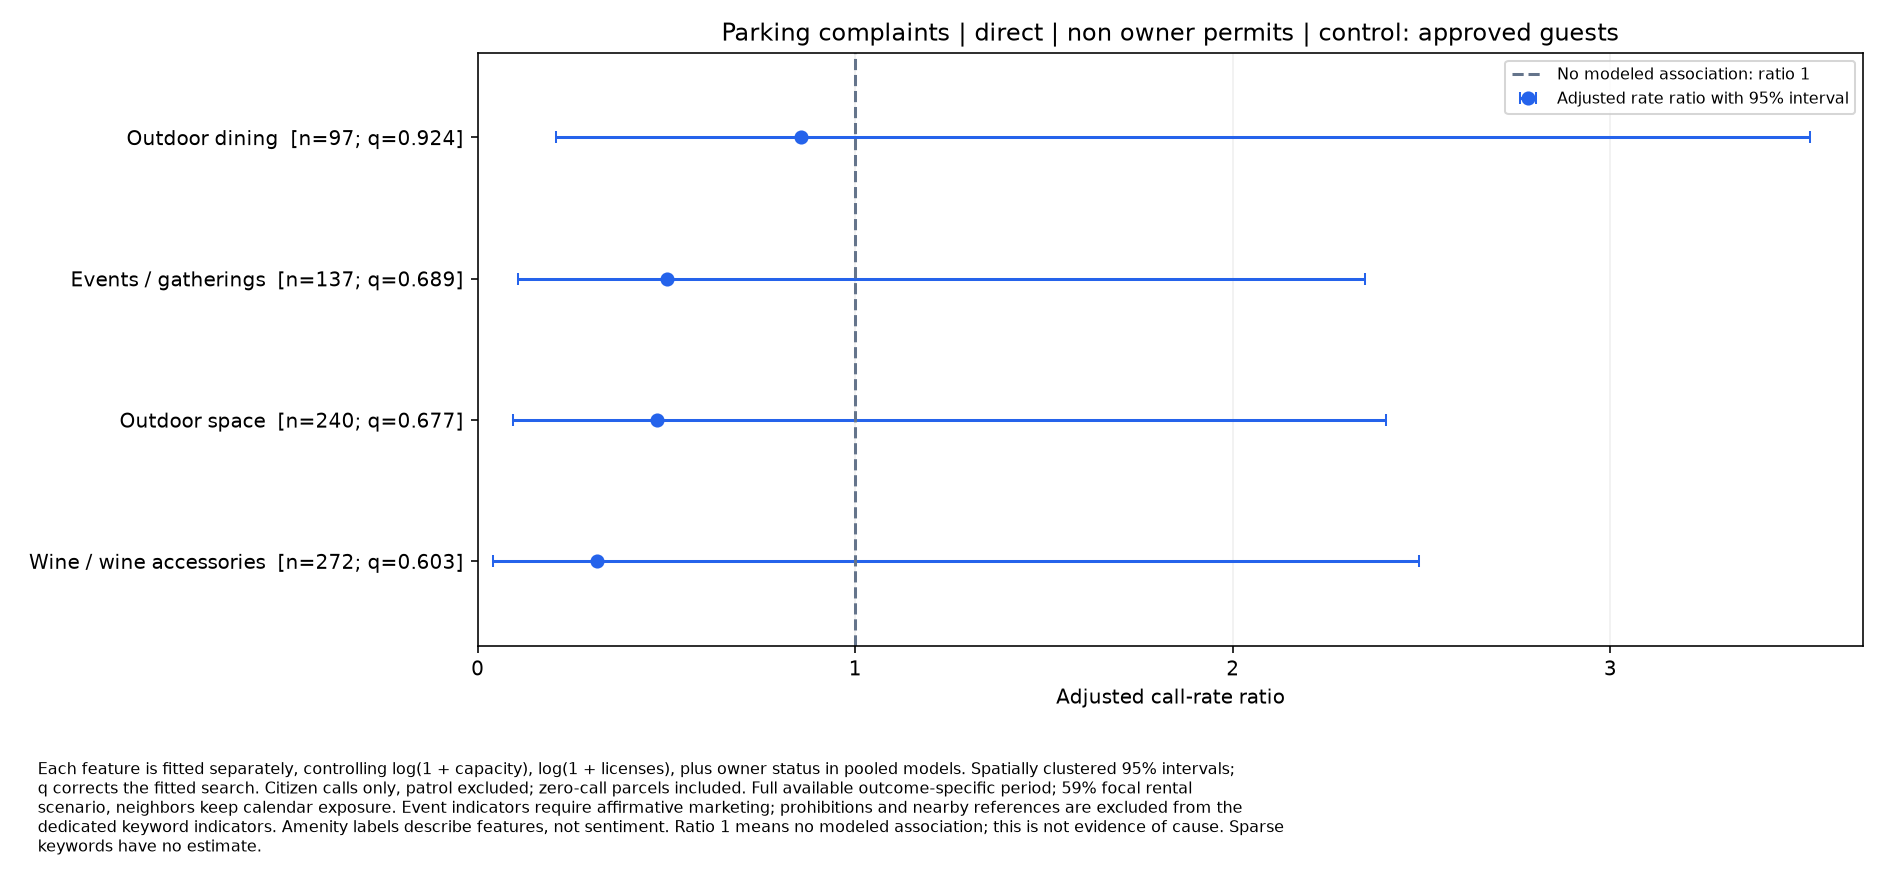 Parking complaints | direct | non owner permits | control: approved guests
No modeled association: ratio 1
Adjusted rate ratio with 95% interval
Outdoor dining [n=97; q=0.924]
Events / gatherings [n=137; q=0.689]
Outdoor space [n=240; q=0.677]
Wine / wine accessories [n=272; q=0.603]
0 1 2 3
Adjusted call-rate ratio
Each feature is fitted separately, controlling log(1 + capacity), log(1 + licenses), plus owner status in pooled models. Spatially clustered 95% intervals;
q corrects the fitted search. Citizen calls only, patrol excluded; zero-call parcels included. Full available outcome-specific period; 59% focal rental
scenario, neighbors keep calendar exposure. Event indicators require affirmative marketing; prohibitions and nearby references are excluded from the
dedicated keyword indicators. Amenity labels describe features, not sentiment. Ratio 1 means no modeled association; this is not evidence of cause. Sparse
keywords have no estimate.